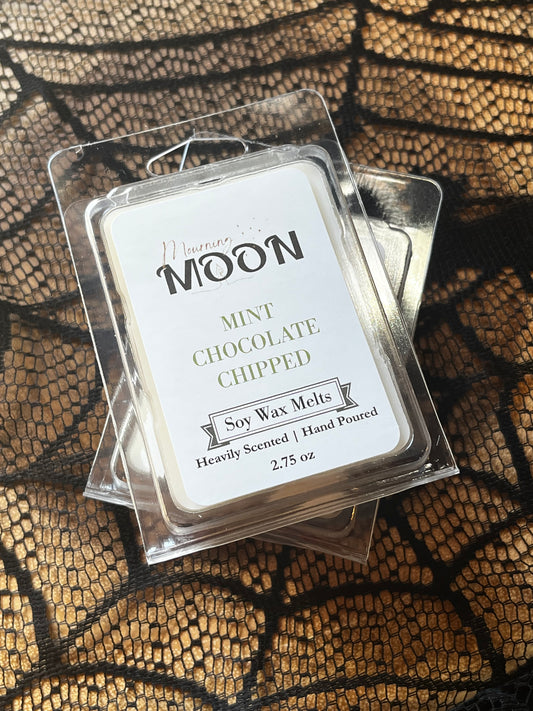 Mourning
MOON
MINT
CHOCOLATE
CHIPPED
Soy Wax Melts
Heavily Scented | Hand Poured
2.75 oz